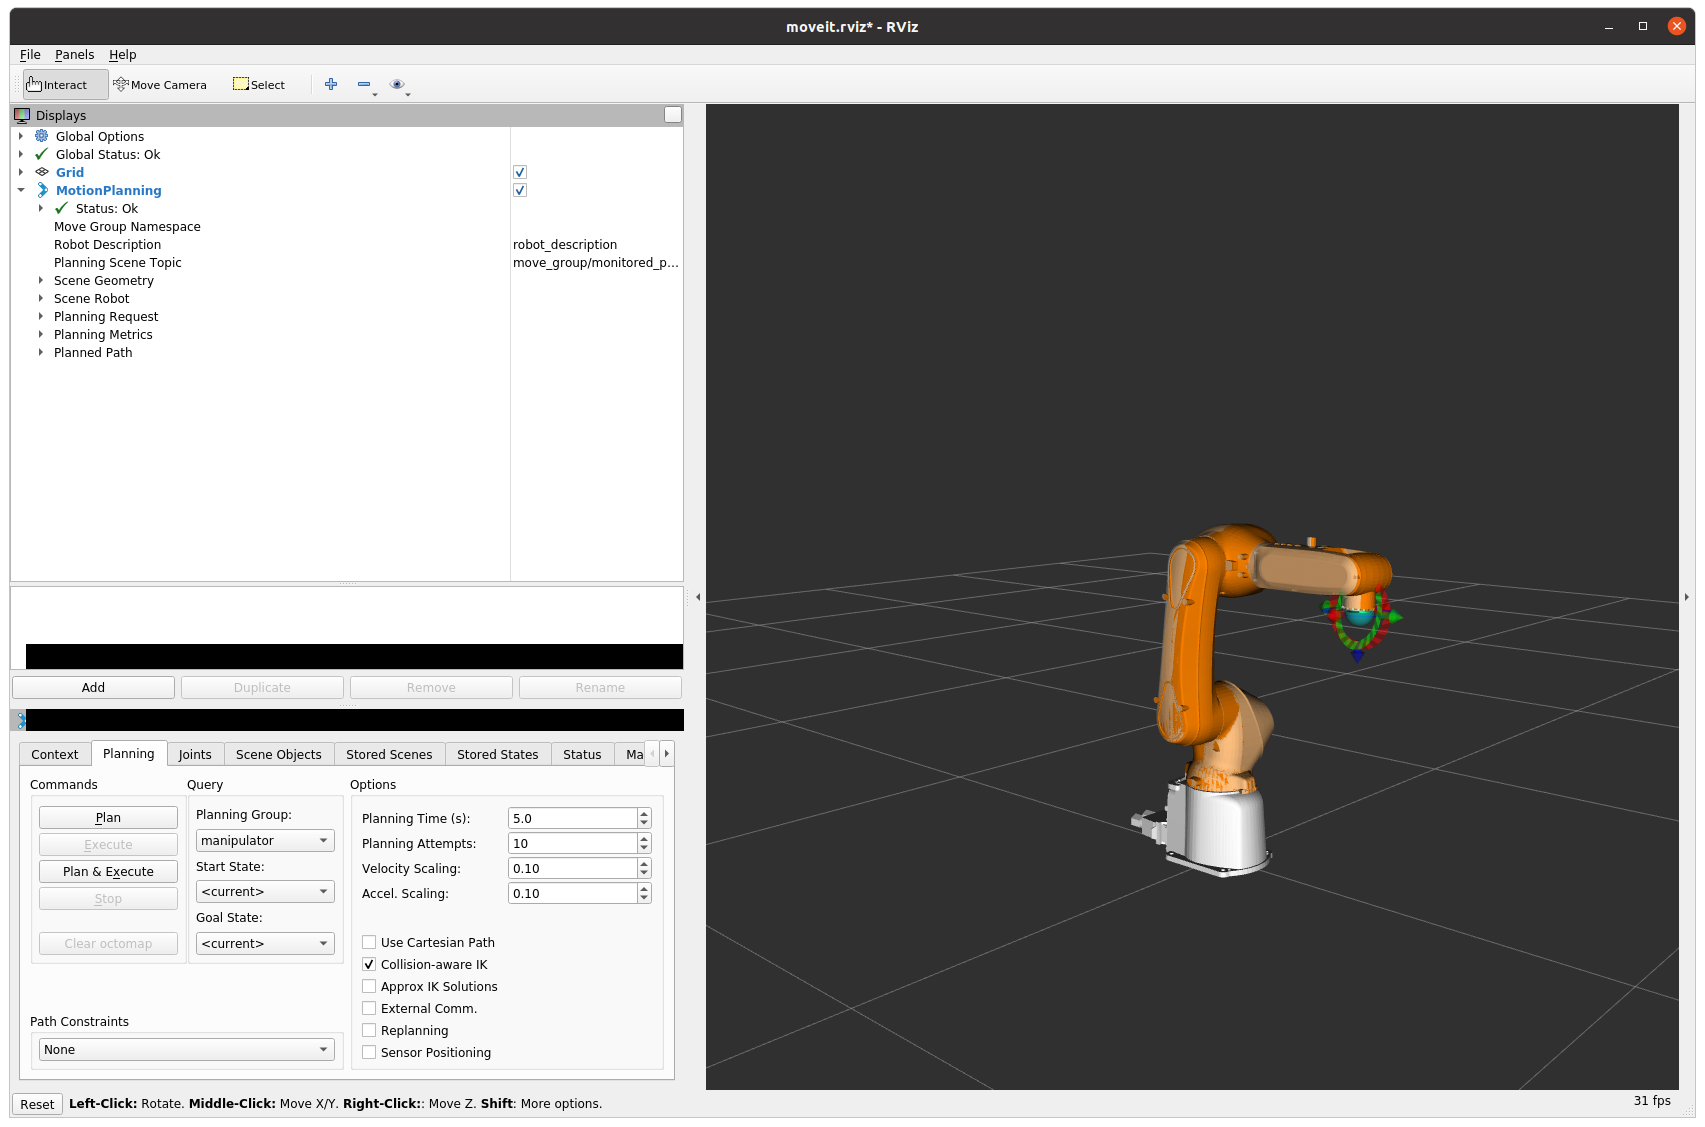 moveit.rviz* - RViz
File Panels Help
Interact Move Camera Select
Displays
Global Options
Global Status: Ok
Grid
MotionPlanning
Status: Ok
Move Group Namespace
Robot Description robot_description
Planning Scene Topic move_group/monitored_p...
Scene Geometry
Scene Robot
Planning Request
Planning Metrics
Planned Path
Add Duplicate Remove Rename
Context Planning Joints Scene Objects Stored Scenes Stored States Status Ma
Commands Query Options
Plan
Execute
Plan & Execute
Stop
Clear octomap
Planning Group:
manipulator
Start State:
<current>
Goal State:
<current>
Path Constraints
None
Planning Time (s): 5.0
Planning Attempts: 10
Velocity Scaling: 0.10
Accel. Scaling: 0.10
Use Cartesian Path
Collision-aware IK
Approx IK Solutions
External Comm.
Replanning
Sensor Positioning
Reset Left-Click: Rotate. Middle-Click: Move X/Y. Right-Click:: Move Z. Shift: More options.
31 fps